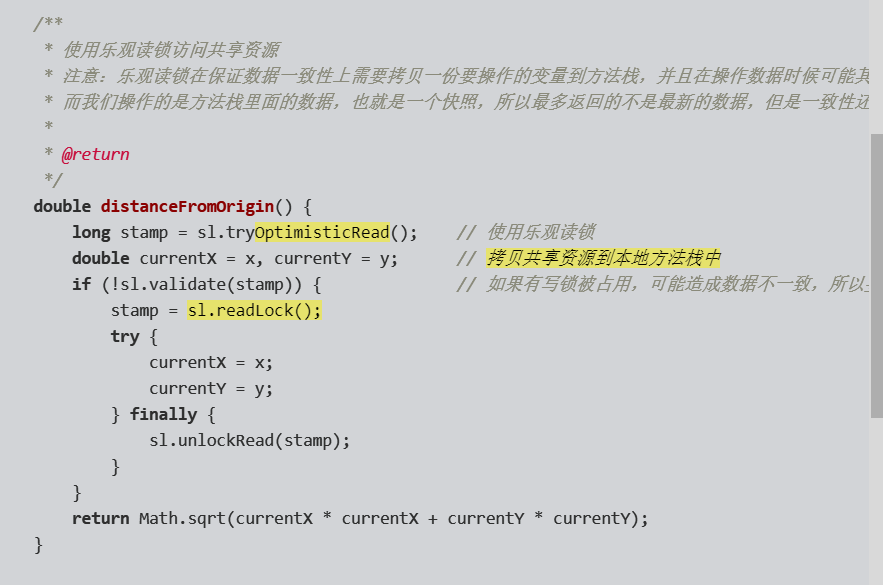 /**
* 使用乐观读锁访问共享资源
* 注意：乐观读锁在保证数据一致性上需要拷贝一份要操作的变量到方法栈，并且在操作数据时候可能其
* 而我们操作的是方法栈里面的数据，也就是一个快照，所以最多返回的不是最新的数据，但是一致性还
*
* @return
*/
double distanceFromOrigin() {
long stamp = sl.tryOptimisticRead(); // 使用乐观读锁
double currentX = x, currentY = y; // 拷贝共享资源到本地方法栈中
if (!sl.validate(stamp)) { // 如果有写锁被占用，可能造成数据不一致，所以
stamp = sl.readLock();
try {
currentX = x;
currentY = y;
} finally {
sl.unlockRead(stamp);
}
}
return Math.sqrt(currentX * currentX + currentY * currentY);
}